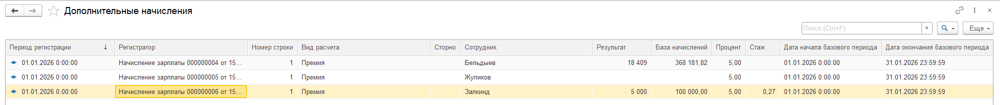 Дополнительные начисления
Поиск (Ctrl+F) × Еще
Период регистрации ↓ Регистратор Номер строки Вид расчета Сторно Сотрудник Результат База начислений Процент Стаж Дата начала базового периода Дата окончания базового периода
01.01.2026 0:00:00 Начисление зарплаты 000000004 от 15... 1 Премия Бельдыев 18 409 368 181,82 5,00 01.01.2026 0:00:00 31.01.2026 23:59:59
01.01.2026 0:00:00 Начисление зарплаты 000000005 от 15... 1 Премия Жупиков 5,00 01.01.2026 0:00:00 31.01.2026 23:59:59
01.01.2026 0:00:00 Начисление зарплаты 000000006 от 15... 1 Премия Залкинд 5 000 100 000,00 5,00 0,27 01.01.2026 0:00:00 31.01.2026 23:59:59